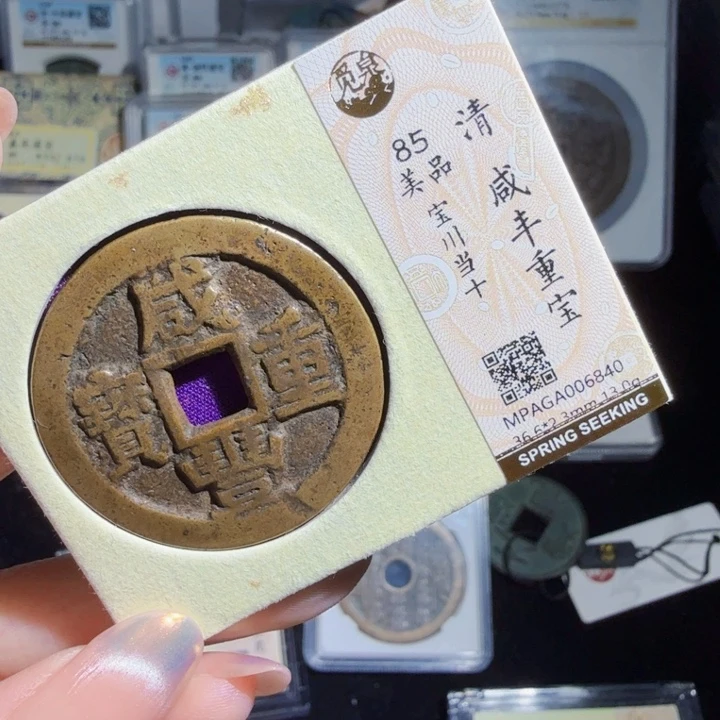 覓泉
清 咸丰重宝
85
美品 宝川当十
MPAGA006840
36.6*2.3mm 13.0g
SPRING SEEKING
咸
豐
重
寶